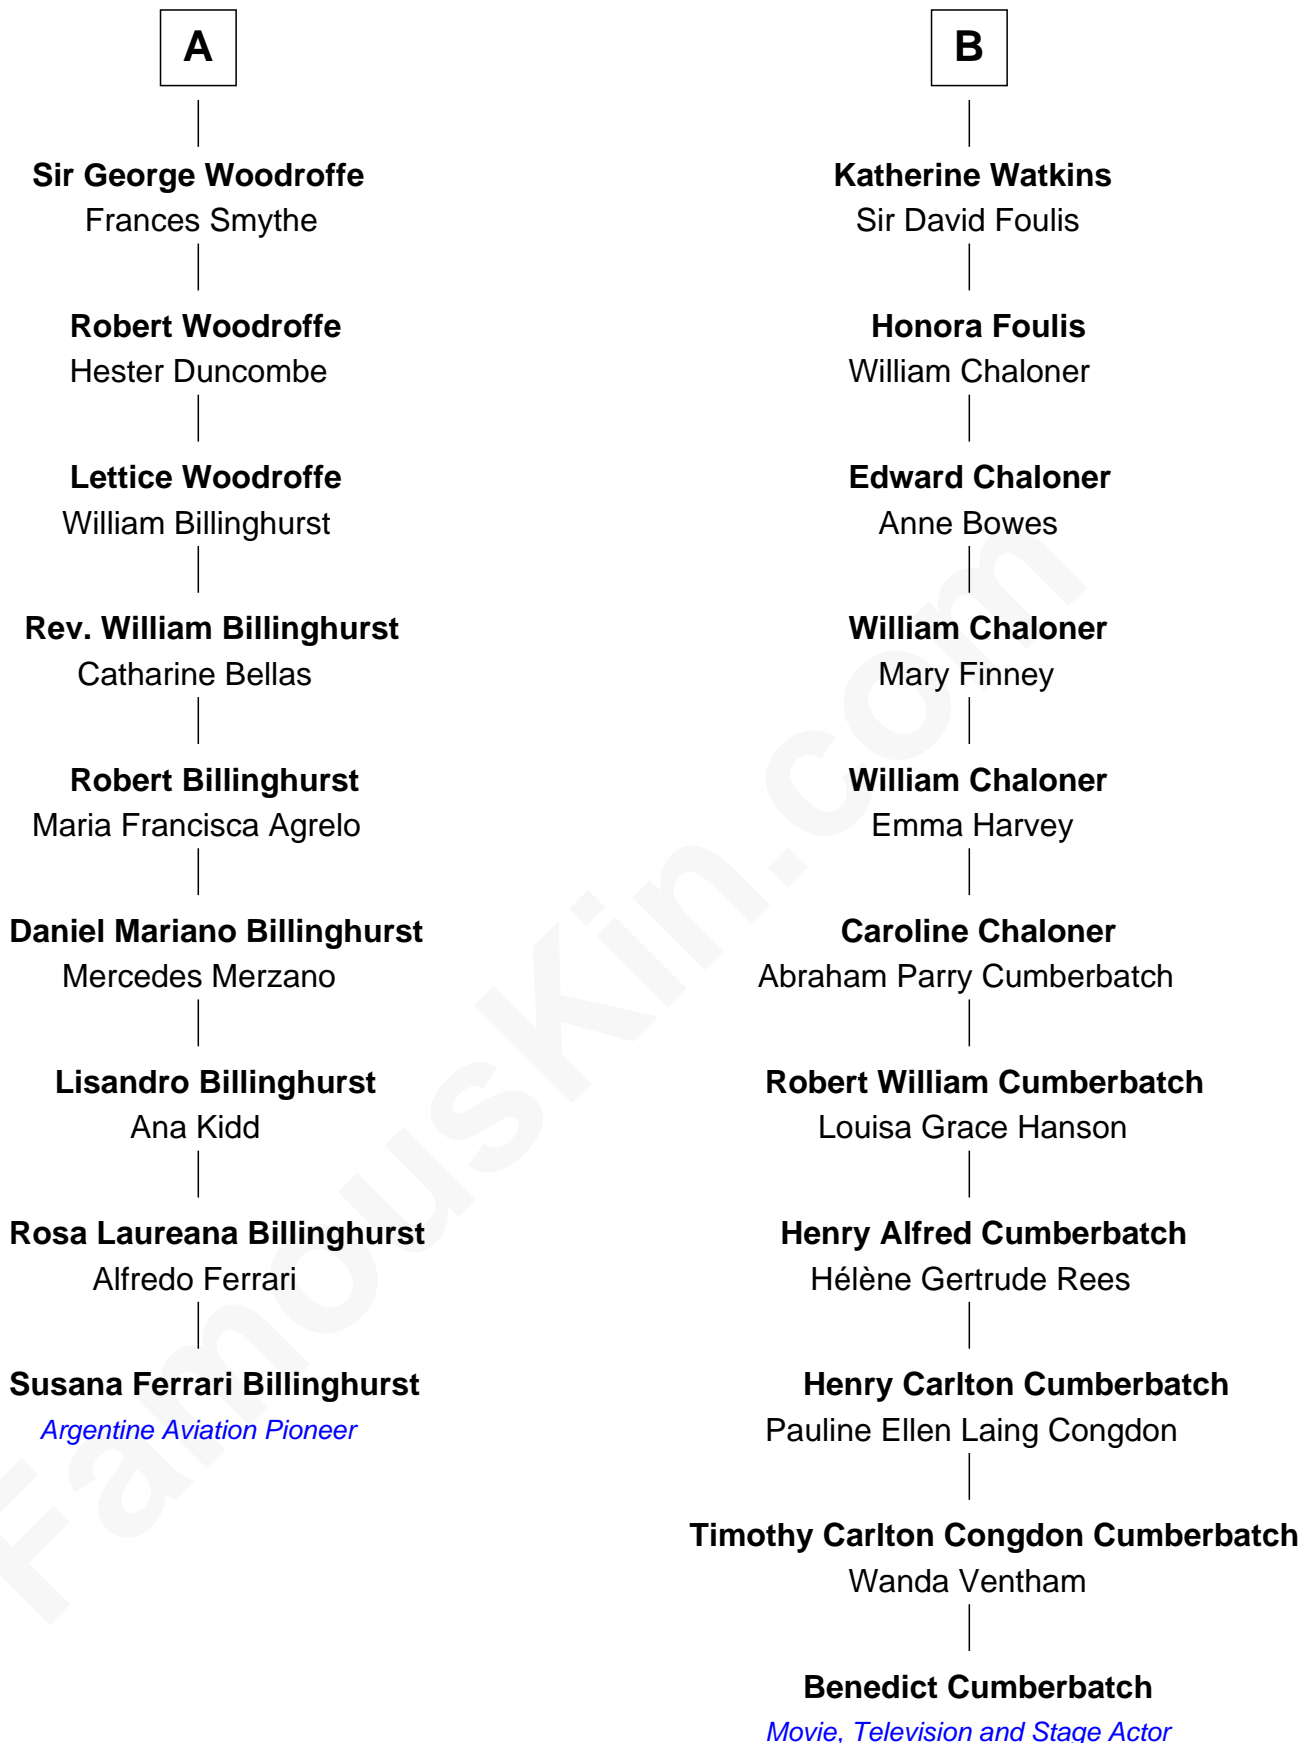 A
Sir George Woodroffe
Frances Smythe
Robert Woodroffe
Hester Duncombe
Lettice Woodroffe
William Billinghurst
Rev. William Billinghurst
Catharine Bellas
Robert Billinghurst
Maria Francisca Agrelo
Daniel Mariano Billinghurst
Mercedes Merzano
Lisandro Billinghurst
Ana Kidd
Rosa Laureana Billinghurst
Alfredo Ferrari
Susana Ferrari Billinghurst
Argentine Aviation Pioneer
B
Katherine Watkins
Sir David Foulis
Honora Foulis
William Chaloner
Edward Chaloner
Anne Bowes
William Chaloner
Mary Finney
William Chaloner
Emma Harvey
Caroline Chaloner
Abraham Parry Cumberbatch
Robert William Cumberbatch
Louisa Grace Hanson
Henry Alfred Cumberbatch
Hélène Gertrude Rees
Henry Carlton Cumberbatch
Pauline Ellen Laing Congdon
Timothy Carlton Congdon Cumberbatch
Wanda Ventham
Benedict Cumberbatch
Movie, Television and Stage Actor
FamousKin.com